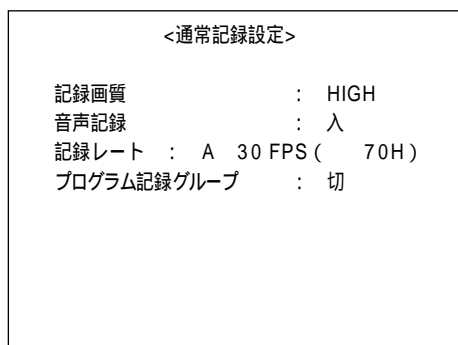 <通常記録設定>
記録画質 : HIGH
音声記録 : 入
記録レート : A 30 FPS ( 70H )
プログラム記録グループ : 切